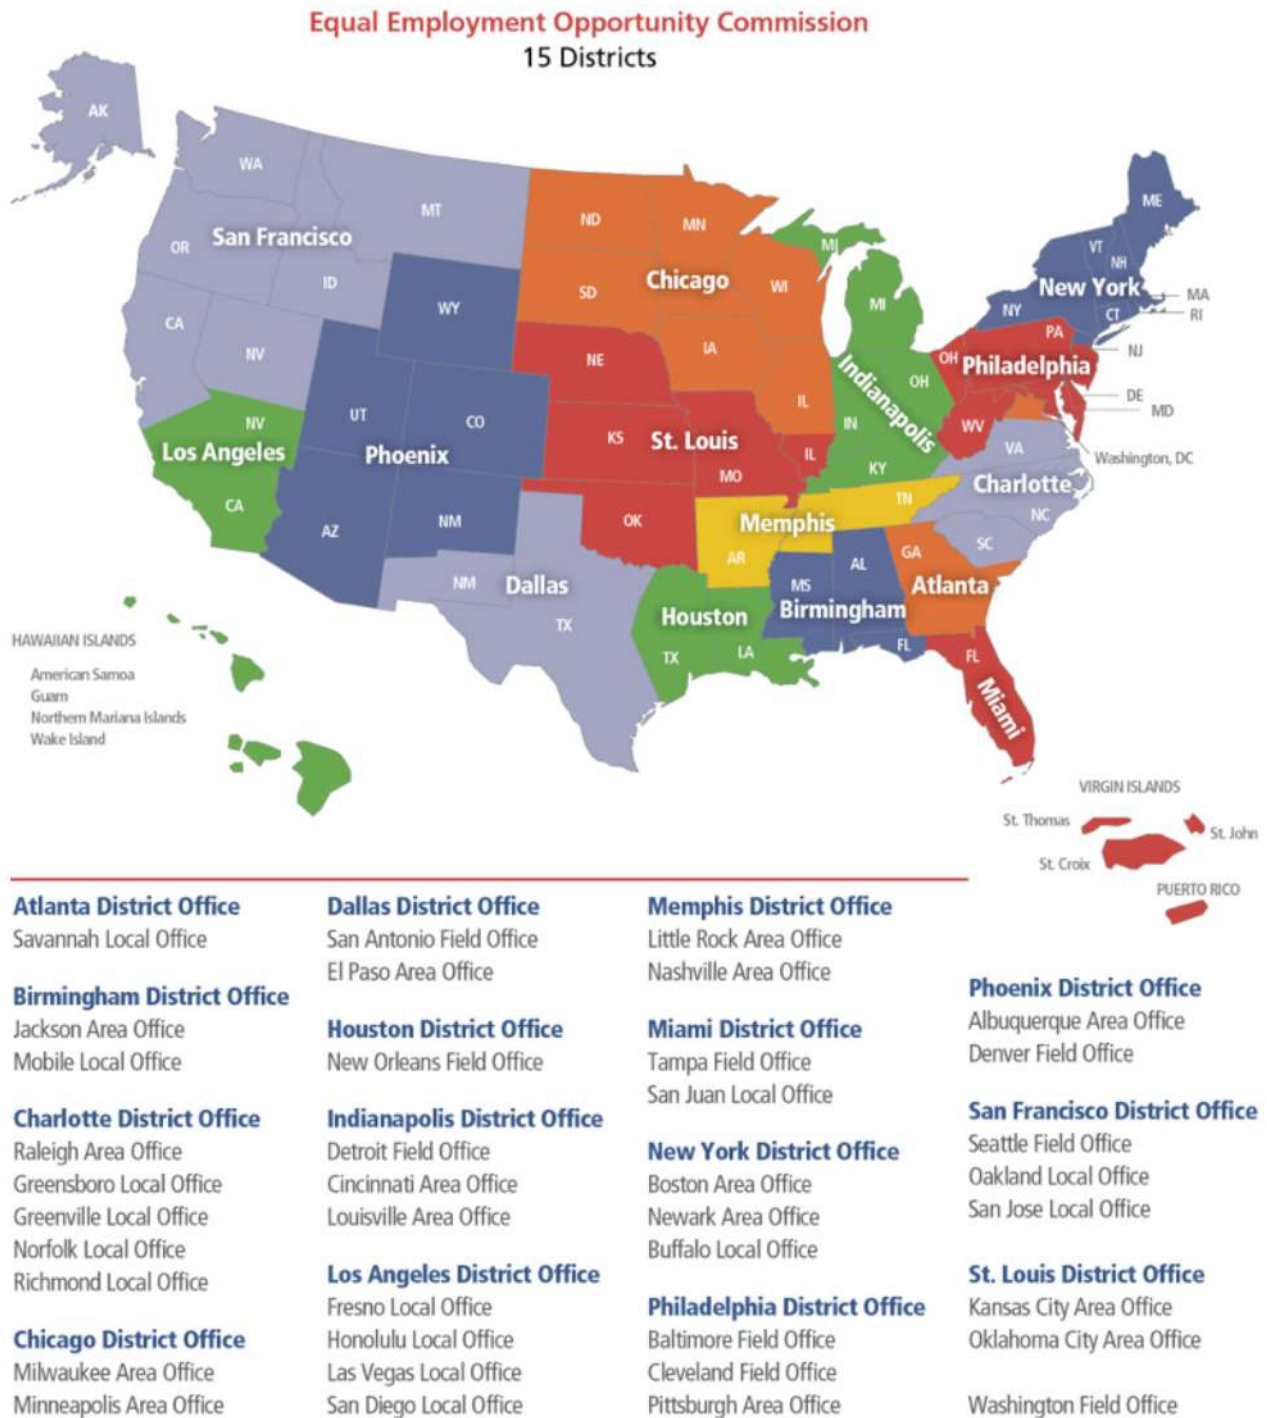 Equal Employment Opportunity Commission
15 Districts
AK
WA
MT
OR
San Francisco
ID
CA
NV
ND
MN
SD
Chicago
WI
IA
IL
MI
MI
ME
VT
NH
New York
NY
MA
CT
RI
WY
NE
UT
CO
Phoenix
KS
St. Louis
MO
IL
Indianapolis
OH
IN
KY
OH
PA
Philadelphia
NJ
DE
MD
WV
Washington, DC
VA
Charlotte
NC
SC
NV
Los Angeles
CA
AZ
NM
OK
Memphis
TN
AR
NM
Dallas
TX
Houston
TX
LA
MS
AL
Birmingham
FL
GA
Atlanta
FL
Miami
HAWAIIAN ISLANDS
American Samoa
Guam
Northern Mariana Islands
Wake Island
VIRGIN ISLANDS
St. Thomas
St. John
St. Croix
PUERTO RICO
Atlanta District Office
Savannah Local Office
Birmingham District Office
Jackson Area Office
Mobile Local Office
Charlotte District Office
Raleigh Area Office
Greensboro Local Office
Greenville Local Office
Norfolk Local Office
Richmond Local Office
Chicago District Office
Milwaukee Area Office
Minneapolis Area Office
Dallas District Office
San Antonio Field Office
El Paso Area Office
Houston District Office
New Orleans Field Office
Indianapolis District Office
Detroit Field Office
Cincinnati Area Office
Louisville Area Office
Los Angeles District Office
Fresno Local Office
Honolulu Local Office
Las Vegas Local Office
San Diego Local Office
Memphis District Office
Little Rock Area Office
Nashville Area Office
Miami District Office
Tampa Field Office
San Juan Local Office
New York District Office
Boston Area Office
Newark Area Office
Buffalo Local Office
Philadelphia District Office
Baltimore Field Office
Cleveland Field Office
Pittsburgh Area Office
Phoenix District Office
Albuquerque Area Office
Denver Field Office
San Francisco District Office
Seattle Field Office
Oakland Local Office
San Jose Local Office
St. Louis District Office
Kansas City Area Office
Oklahoma City Area Office
Washington Field Office